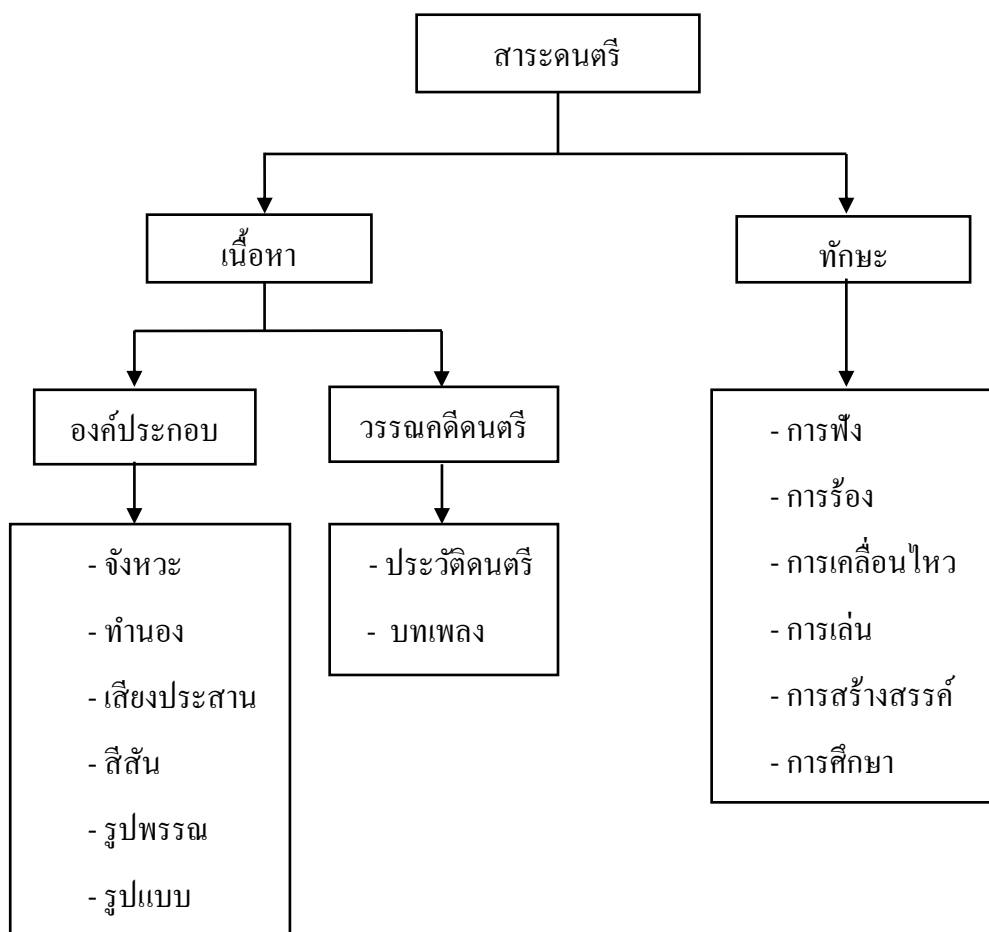 สาระดนตรี
เนื้อหา
ทักษะ
องค์ประกอบ
วรรณคดีดนตรี
- จังหวะ
- ทำนอง
- เสียงประสาน
- สีสัน
- รูปพรรณ
- รูปแบบ
- ประวัติดนตรี
- บทเพลง
- การฟัง
- การร้อง
- การเคลื่อนไหว
- การเล่น
- การสร้างสรรค์
- การศึกษา